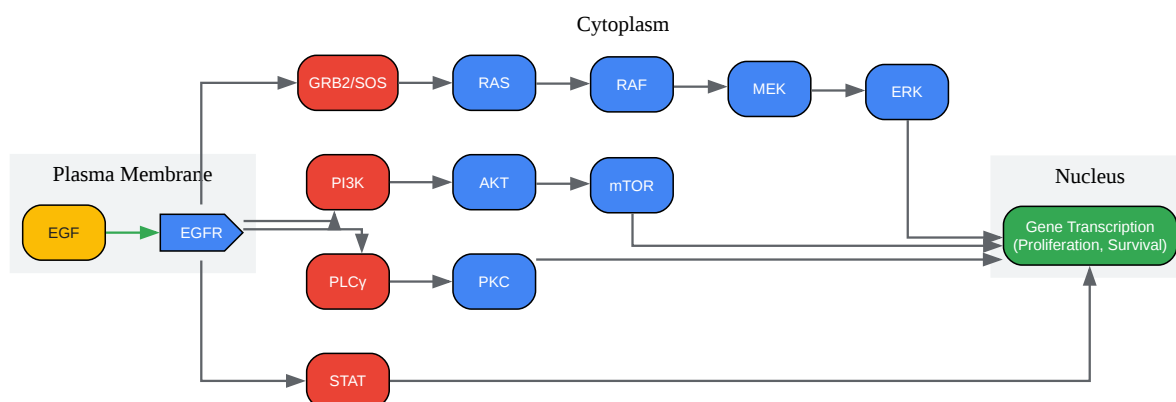 Cytoplasm
GRB2/SOS
RAS
RAF
MEK
ERK
Plasma Membrane
EGF
EGFR
PI3K
AKT
mTOR
PLCγ
PKC
STAT
Nucleus
Gene Transcription
(Proliferation, Survival)